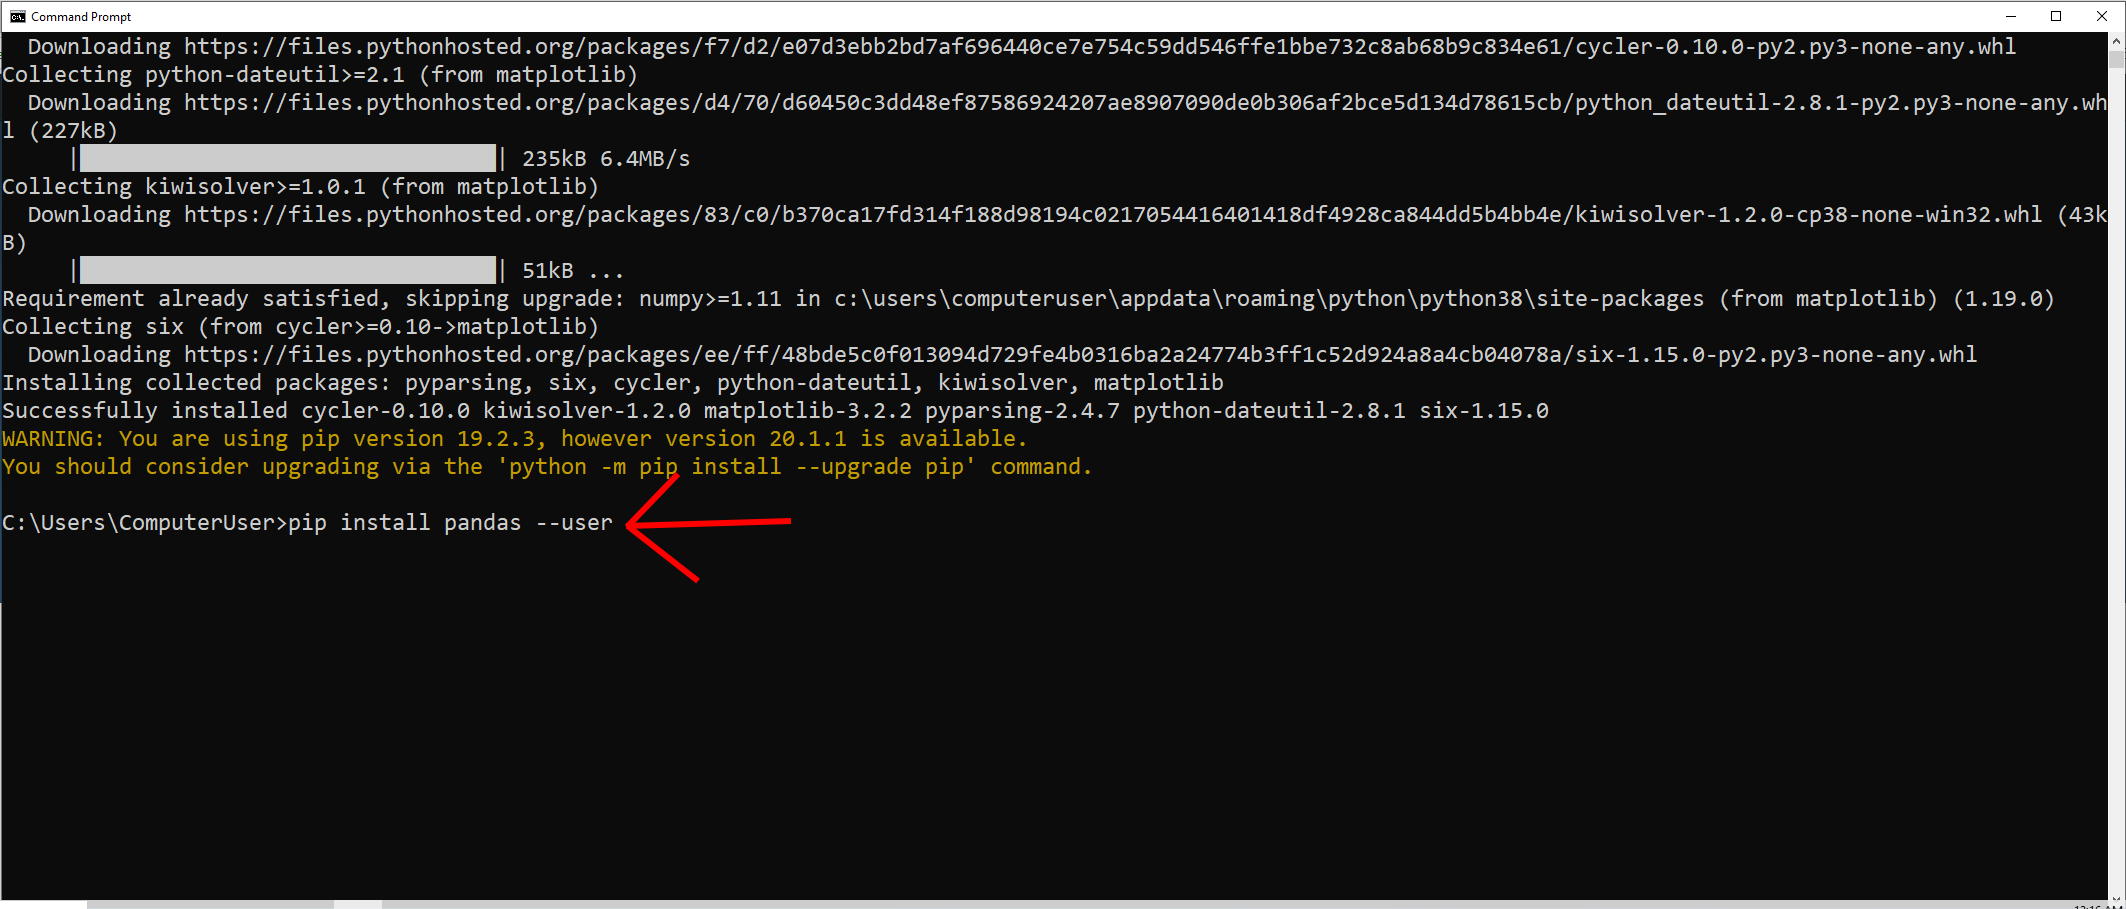 Command Prompt
Downloading https://files.pythonhosted.org/packages/f7/d2/e07d3ebb2bd7af696440ce7e754c59dd546ffe1bbe732c8ab68b9c834e61/cycler-0.10.0-py2.py3-none-any.whl
Collecting python-dateutil>=2.1 (from matplotlib)
Downloading https://files.pythonhosted.org/packages/d4/70/d60450c3dd48ef87586924207ae8907090de0b306af2bce5d134d78615cb/python_dateutil-2.8.1-py2.py3-none-any.wh
l (227kB)
| 235kB 6.4MB/s
Collecting kiwisolver>=1.0.1 (from matplotlib)
Downloading https://files.pythonhosted.org/packages/83/c0/b370ca17fd314f188d98194c0217054416401418df4928ca844dd5b4bb4e/kiwisolver-1.2.0-cp38-none-win32.whl (43k
B)
| 51kB ...
Requirement already satisfied, skipping upgrade: numpy>=1.11 in c:\users\computeruser\appdata\roaming\python\python38\site-packages (from matplotlib) (1.19.0)
Collecting six (from cycler>=0.10->matplotlib)
Downloading https://files.pythonhosted.org/packages/ee/ff/48bde5c0f013094d729fe4b0316ba2a24774b3ff1c52d924a8a4cb04078a/six-1.15.0-py2.py3-none-any.whl
Installing collected packages: pyparsing, six, cycler, python-dateutil, kiwisolver, matplotlib
Successfully installed cycler-0.10.0 kiwisolver-1.2.0 matplotlib-3.2.2 pyparsing-2.4.7 python-dateutil-2.8.1 six-1.15.0
WARNING: You are using pip version 19.2.3, however version 20.1.1 is available.
You should consider upgrading via the 'python -m pip install --upgrade pip' command.
C:\Users\ComputerUser>pip install pandas --user